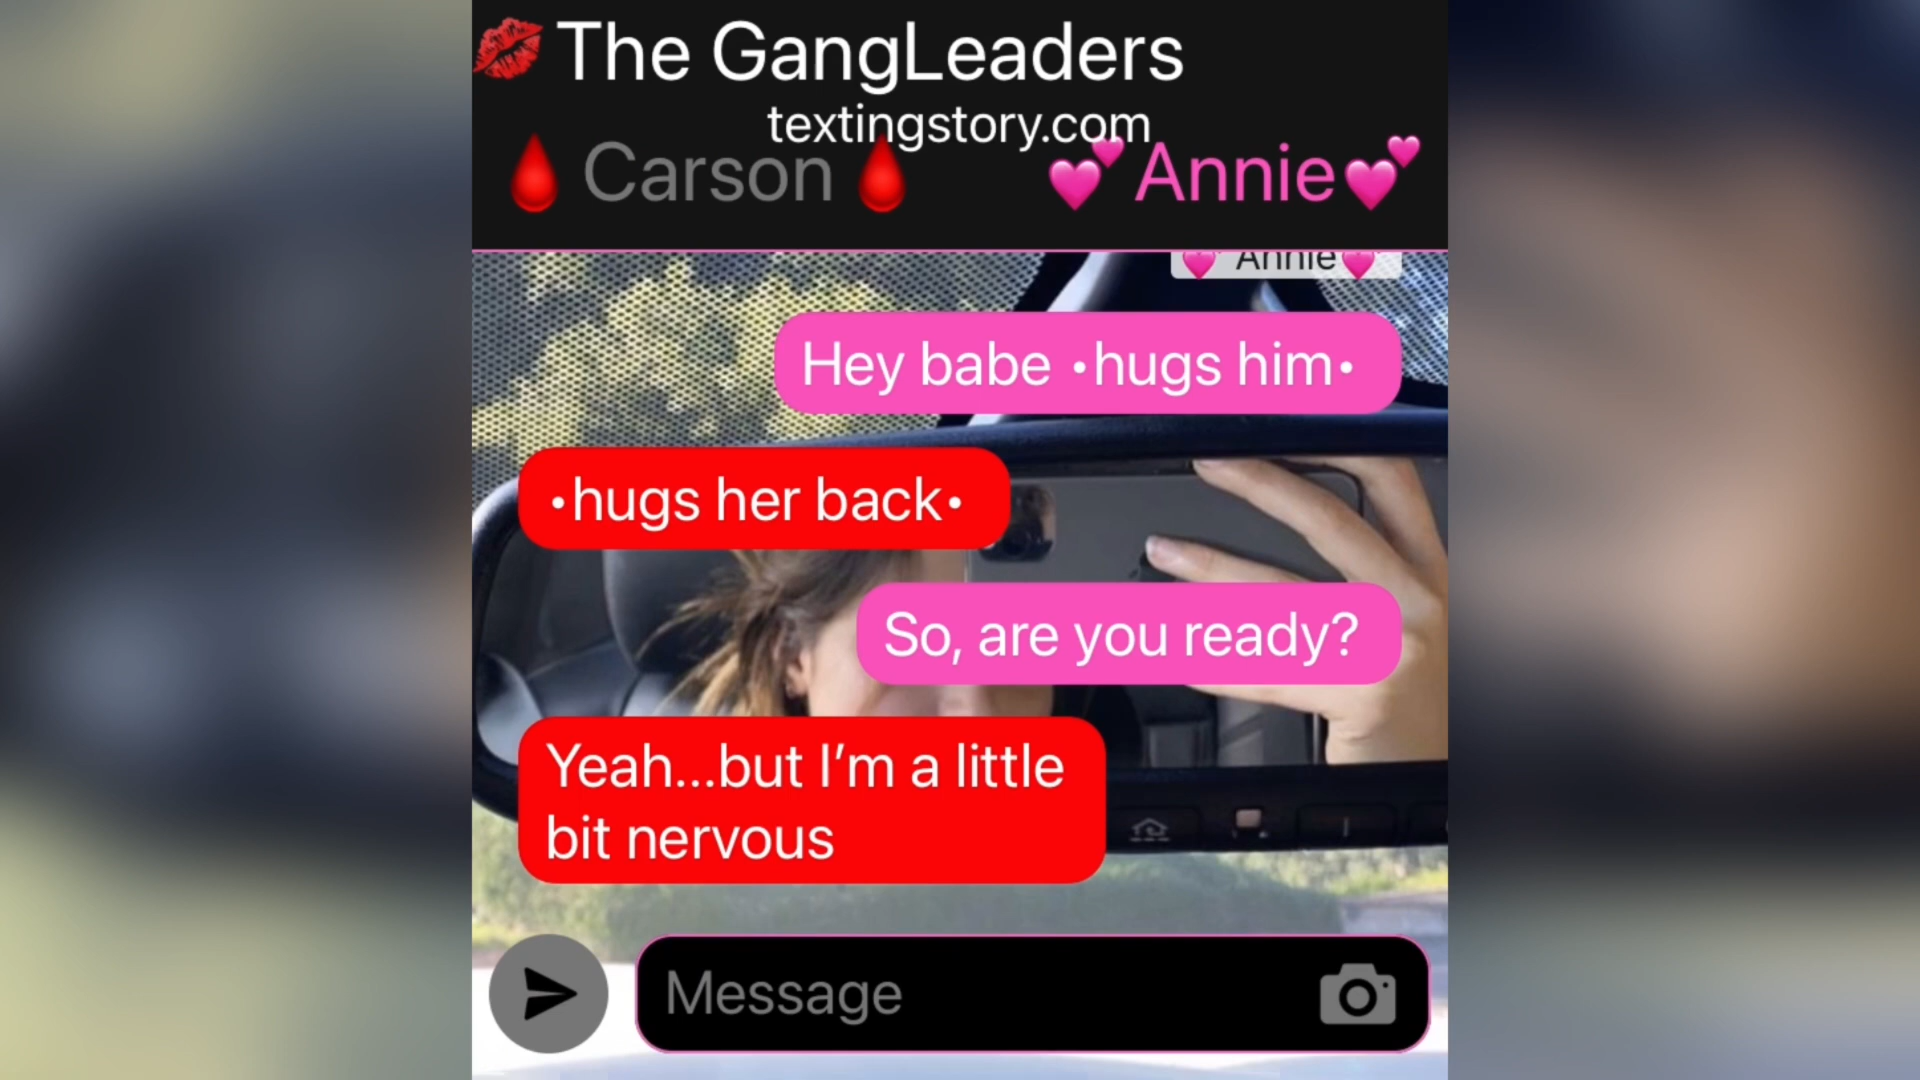 💋The GangLeaders
textingstory.com
🩸Carson🩸
💕Annie💕
💕Annie💕
Hey babe •hugs him•
•hugs her back•
So, are you ready?
Yeah...but I'm a little
bit nervous
Message